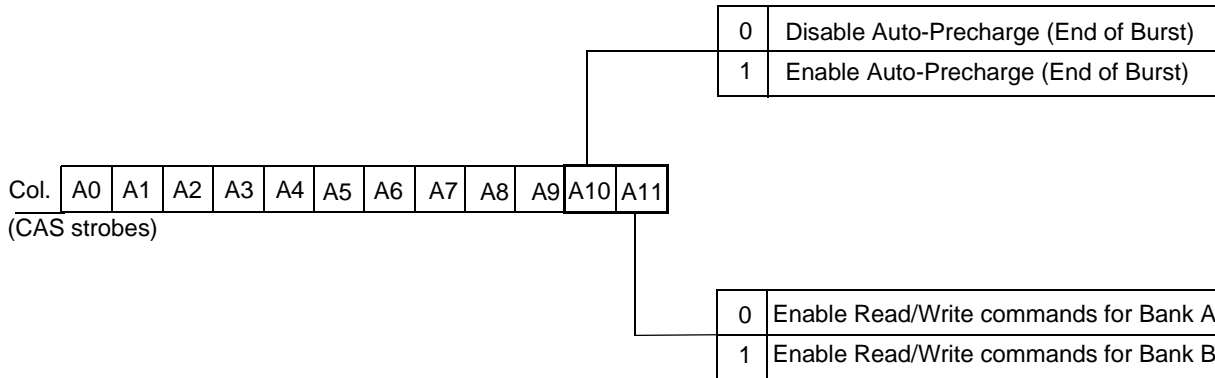 0 Disable Auto-Precharge (End of Burst)
1 Enable Auto-Precharge (End of Burst)
Col. A0 A1 A2 A3 A4 A5 A6 A7 A8 A9 A10 A11
(CAS strobes)
0 Enable Read/Write commands for Bank A
1 Enable Read/Write commands for Bank B